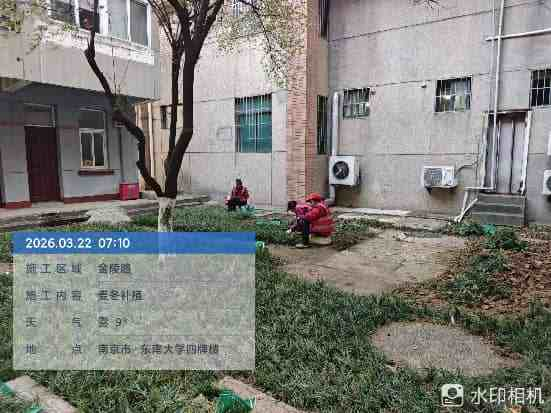 2026.03.22 07:10
施工区域 金陵院
施工内容 麦冬补植
天 气 雾 9°
地 点 南京市·东南大学四牌楼
水印相机